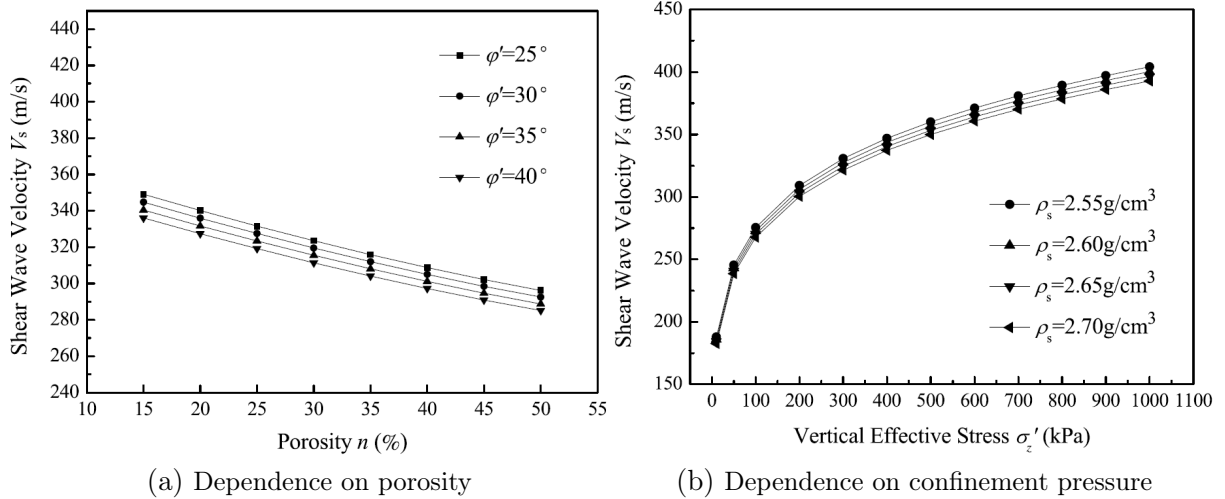 440
420
400
380
360
340
320
300
280
260
240
Shear Wave Velocity Vs (m/s)
φ'=25°
φ'=30°
φ'=35°
φ'=40°
10 15 20 25 30 35 40 45 50 55
Porosity n (%)
(a) Dependence on porosity
450
400
350
300
250
200
150
Shear Wave Velocity Vs (m/s)
ρs=2.55g/cm³
ρs=2.60g/cm³
ρs=2.65g/cm³
ρs=2.70g/cm³
0 100 200 300 400 500 600 700 800 900 1000 1100
Vertical Effective Stress σz' (kPa)
(b) Dependence on confinement pressure